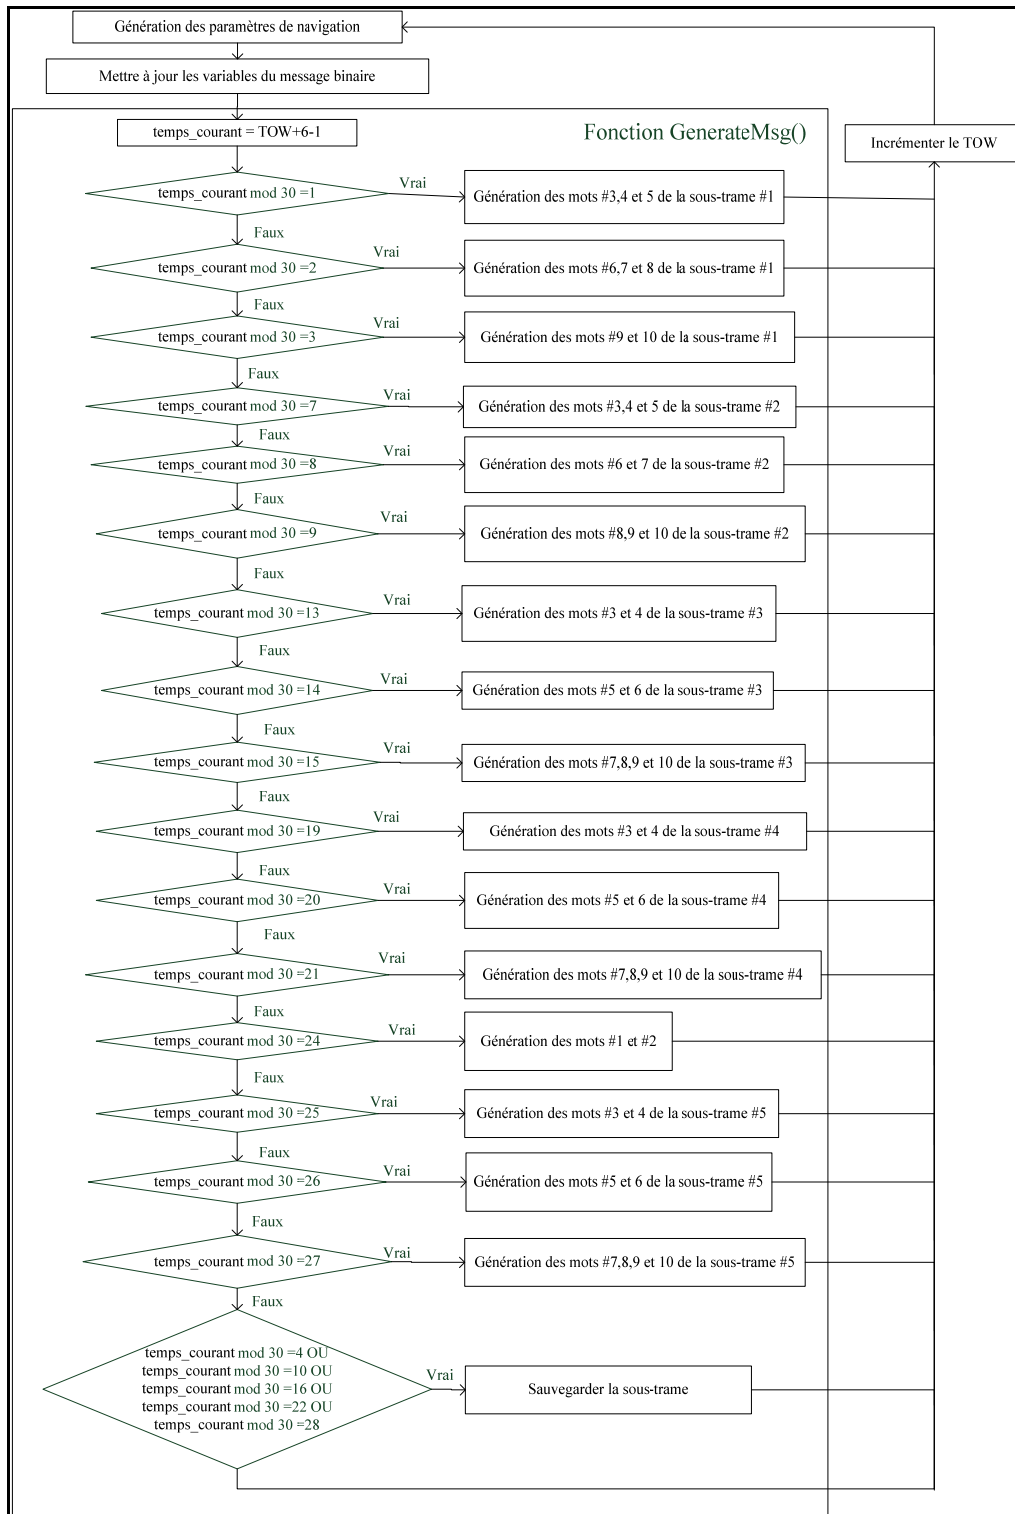 Génération des paramètres de navigation
Mettre à jour les variables du message binaire
Fonction GenerateMsg()
temps_courant = TOW+6-1
Incrémenter le TOW
temps_courant mod 30 =1
Vrai
Génération des mots #3,4 et 5 de la sous-trame #1
Faux
temps_courant mod 30 =2
Vrai
Génération des mots #6,7 et 8 de la sous-trame #1
Faux
temps_courant mod 30 =3
Vrai
Génération des mots #9 et 10 de la sous-trame #1
Faux
temps_courant mod 30 =7
Vrai
Génération des mots #3,4 et 5 de la sous-trame #2
Faux
temps_courant mod 30 =8
Vrai
Génération des mots #6 et 7 de la sous-trame #2
Faux
temps_courant mod 30 =9
Vrai
Génération des mots #8,9 et 10 de la sous-trame #2
Faux
temps_courant mod 30 =13
Vrai
Génération des mots #3 et 4 de la sous-trame #3
Faux
temps_courant mod 30 =14
Vrai
Génération des mots #5 et 6 de la sous-trame #3
Faux
temps_courant mod 30 =15
Vrai
Génération des mots #7,8,9 et 10 de la sous-trame #3
Faux
temps_courant mod 30 =19
Vrai
Génération des mots #3 et 4 de la sous-trame #4
Faux
temps_courant mod 30 =20
Vrai
Génération des mots #5 et 6 de la sous-trame #4
Faux
temps_courant mod 30 =21
Vrai
Génération des mots #7,8,9 et 10 de la sous-trame #4
Faux
temps_courant mod 30 =24
Vrai
Génération des mots #1 et #2
Faux
temps_courant mod 30 =25
Vrai
Génération des mots #3 et 4 de la sous-trame #5
Faux
temps_courant mod 30 =26
Vrai
Génération des mots #5 et 6 de la sous-trame #5
Faux
temps_courant mod 30 =27
Vrai
Génération des mots #7,8,9 et 10 de la sous-trame #5
Faux
temps_courant mod 30 =4 OU
temps_courant mod 30 =10 OU
temps_courant mod 30 =16 OU
temps_courant mod 30 =22 OU
temps_courant mod 30 =28
Vrai
Sauvegarder la sous-trame